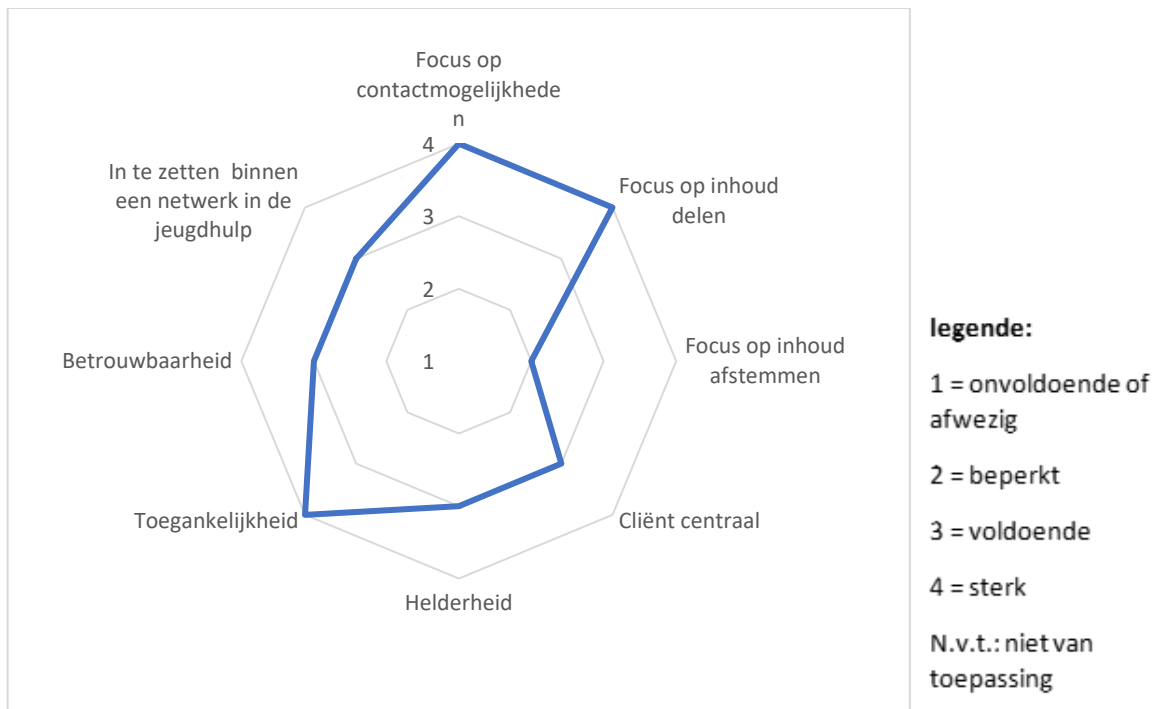 Focus op
contactmogelijkhede
n
4
In te zetten binnen
een netwerk in de
jeugdhulp
Focus op inhoud
delen
3
2
Betrouwbaarheid
1
Focus op inhoud
afstemmen
Toegankelijkheid
Cliënt centraal
Helderheid
legende:
1 = onvoldoende of
afwezig
2 = beperkt
3 = voldoende
4 = sterk
N.v.t.: niet van
toepassing